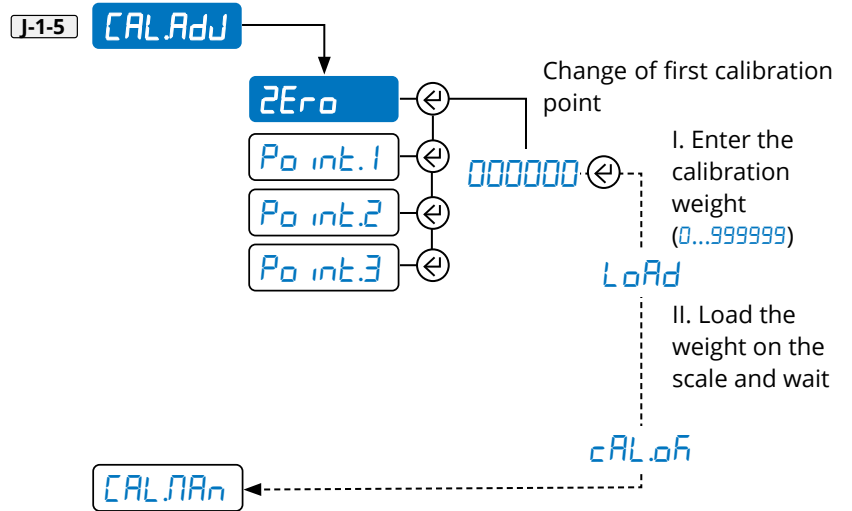 J-1-5
CAL.AdJ
ZEro
Point.1
Point.2
Point.3
Change of first calibration
point
000000
I. Enter the
calibration
weight
(0...999999)
LoAd
II. Load the
weight on the
scale and wait
cAL.oK
CAL.MAn